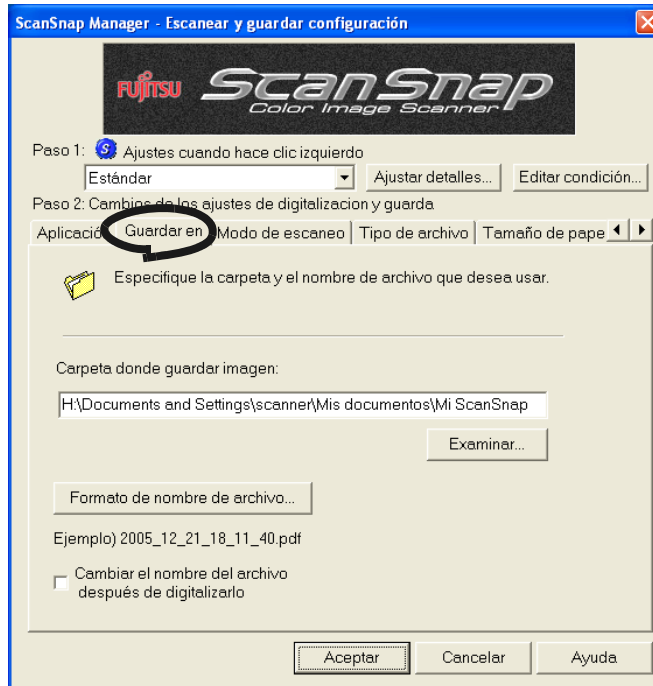 ScanSnap Manager - Escanear y guardar configuración
FUJITSU ScanSnap
Color Image Scanner
Paso 1: S Ajustes cuando hace clic izquierdo
Estándar Ajustar detalles... Editar condición...
Paso 2: Cambios de los ajustes de digitalizacion y guarda
Aplicació Guardar en Modo de escaneo Tipo de archivo Tamaño de pape
Especifique la carpeta y el nombre de archivo que desea usar.
Carpeta donde guardar imagen:
H:\Documents and Settings\scanner\Mis documentos\Mi ScanSnap
Examinar...
Formato de nombre de archivo...
Ejemplo) 2005_12_21_18_11_40.pdf
Cambiar el nombre del archivo
después de digitalizarlo
Aceptar Cancelar Ayuda